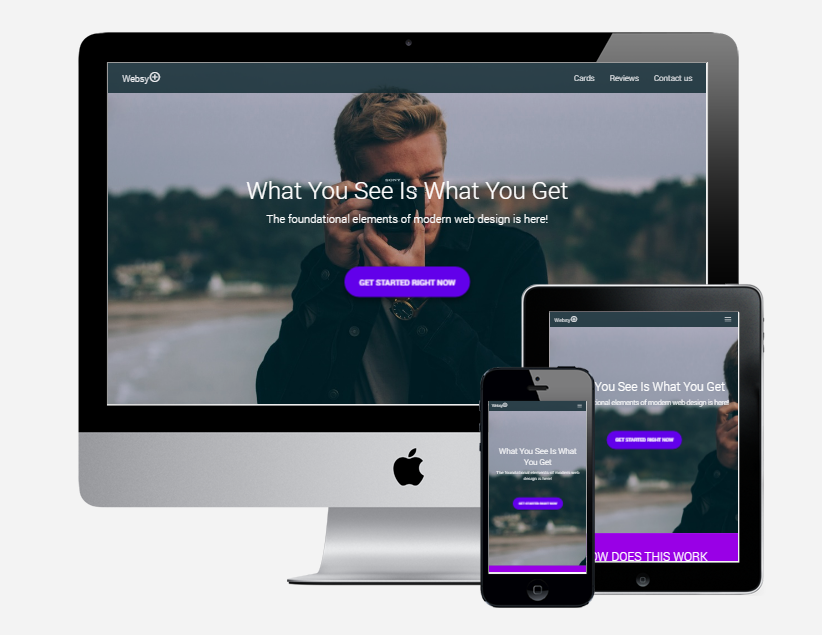 Websy
Cards Reviews Contact us
SONY
What You See Is What You Get
The foundational elements of modern web design is here!
GET STARTED RIGHT NOW
Websy
You See Is What You Get
ional elements of modern web design is here!
GET STARTED RIGHT NOW
OW DOES THIS WORK
Websy
What You See Is What
You Get
The foundational elements of modern web
design is here!
GET STARTED RIGHT NOW